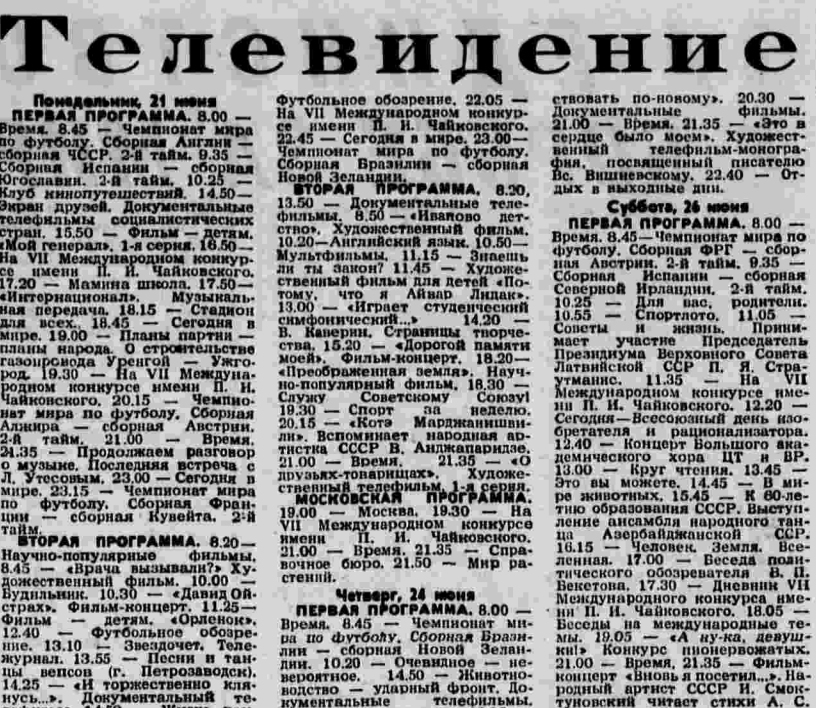 Телевидение
Понедельник, 21 июня
ПЕРВАЯ ПРОГРАММА. 8.00 —
Время. 8.45 — Чемпионат мира
по футболу. Сборная Англии —
сборная ЧССР. 2-й тайм. 9.35 —
Сборная Испании — сборная
Югославии. 2-й тайм. 10.25 —
Клуб кинопутешествий. 14.50—
Экран друзей. Документальные
телефильмы социалистических
стран. 15.50 — Фильм — детям.
«Мой генерал». 1-я серия. 16.50—
На VII Международном конкур-
се имени П. И. Чайковского.
17.20 — Мамина школа. 17.50—
«Интернационал». Музыкаль-
ная передача. 18.15 — Стадион
для всех. 18.45 — Сегодня в
мире. 19.00 — Планы партии —
планы народа. О строительстве
газопровода Уренгой — Ужго-
род. 19.30 — На VII Междуна-
родном конкурсе имени П. И.
Чайковского. 20.15 — Чемпио-
нат мира по футболу. Сборная
Алжира — сборная Австрии.
2-й тайм. 21.00 — Время.
21.35 — Продолжаем разговор
о музыке. Последняя встреча с
Л. Утесовым. 23.00 — Сегодня в
мире. 23.15 — Чемпионат мира
по футболу. Сборная Фран-
ции — сборная Кувейта. 2-й
тайм.
ВТОРАЯ ПРОГРАММА. 8.20—
Научно-популярные фильмы.
8.45 — «Врача вызывали?» Ху-
дожественный фильм. 10.00 —
Будильник. 10.30 — «Давид Ой-
страх». Фильм-концерт. 11.25—
Фильм — детям. «Орленок».
12.40 — Футбольное обозре-
ние. 13.10 — Звездочет. Теле-
журнал. 13.55 — Песни и тан-
цы вепсов (г. Петрозаводск).
14.25 — «И торжественно кля-
нусь...». Документальный те-
Футбольное обозрение. 22.05 —
На VII Международном конкур-
се имени П. И. Чайковского.
22.45 — Сегодня в мире. 23.00—
Чемпионат мира по футболу.
Сборная Бразилии — сборная
Новой Зеландии.
ВТОРАЯ ПРОГРАММА. 8.20,
13.50 — Документальные теле-
фильмы. 8.50 — «Иваново дет-
ство». Художественный фильм.
10.20—Английский язык. 10.50—
Мультфильмы. 11.15 — Знаешь
ли ты закон? 11.45 — Художе-
ственный фильм для детей «По-
тому, что я Айвар Лидак».
13.00 — «Играет студенческий
симфонический...» 14.20 —
В. Каверин. Страницы творче-
ства. 15.20 — «Дорогой памяти
моей». Фильм-концерт. 18.20—
«Преображенная земля». Науч-
но-популярный фильм. 18.30 —
Служу Советскому Союзу!
19.30 — Спорт за неделю.
20.15 — «Котэ Марджанишви-
ли». Вспоминает народная ар-
тистка СССР В. Анджапаридзе.
21.00 — Время. 21.35 — «О
друзьях-товарищах». Художе-
ственный телефильм. 1-я серия.
МОСКОВСКАЯ ПРОГРАММА.
19.00 — Москва. 19.30 — На
VII Международном конкурсе
имени П. И. Чайковского.
21.00 — Время. 21.35 — Спра-
вочное бюро. 21.50 — Мир ра-
стений.
Четверг, 24 июня
ПЕРВАЯ ПРОГРАММА. 8.00 —
Время. 8.45 — Чемпионат ми-
ра по футболу. Сборная Брази-
лии — сборная Новой Зелан-
дии. 10.20 — Очевидное — не-
вероятное. 14.50 — Животно-
водство — ударный фронт. До-
кументальные телефильмы.
ствовать по-новому». 20.30 —
Документальные фильмы.
21.00 — Время. 21.35 — «Это в
сердце было моем». Художест-
венный телефильм-моногра-
фия, посвященный писателю
Вс. Вишневскому. 22.40 — От-
дых в выходные дни.
Суббота, 26 июня
ПЕРВАЯ ПРОГРАММА. 8.00 —
Время. 8.45—Чемпионат мира по
футболу. Сборная ФРГ — сбор-
ная Австрии. 2-й тайм. 9.35 —
Сборная Испании — сборная
Северной Ирландии. 2-й тайм.
10.25 — Для вас, родители.
10.55 — Спортлото. 11.05 —
Советы и жизнь. Прини-
мает участие Председатель
Президиума Верховного Совета
Латвийской ССР П. Я. Стра-
утманис. 11.35 — На VII
Международном конкурсе име-
ни П. И. Чайковского. 12.20 —
Сегодня—Всесоюзный день изо-
бретателя и рационализатора.
12.40 — Концерт Большого ака-
демического хора ЦТ и ВР.
13.00 — Круг чтения. 13.45 —
Это вы можете. 14.45 — В ми-
ре животных. 15.45 — К 60-ле-
тию образования СССР. Выступ-
ление ансамбля народного тан-
ца Азербайджанской ССР.
16.15 — Человек. Земля. Все-
ленная. 17.00 — Беседа поли-
тического обозревателя В. П.
Бекетова. 17.30 — Дневник VII
Международного конкурса име-
ни П. И. Чайковского. 18.05 —
Беседы на международные те-
мы. 19.05 — «А ну-ка, девуш-
ки!» Конкурс пионервожатых.
21.00 — Время. 21.35 — Фильм-
концерт «Вновь я посетил...». На-
родный артист СССР И. Смок-
туновский читает стихи А. С.